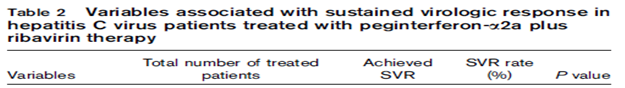 Table 2 Variables associated with sustained virologic response in
hepatitis C virus patients treated with peginterferon-α2a plus
ribavirin therapy
Variables Total number of treated patients Achieved SVR SVR rate (%) P value